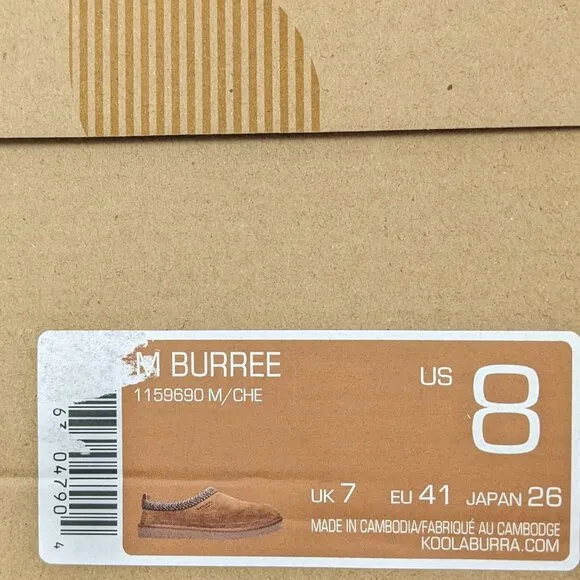 M BURREE
1159690 M/CHE
US 8
UK 7 EU 41 JAPAN 26
MADE IN CAMBODIA/FABRIQUÉ AU CAMBODGE
KOOLABURRA.COM